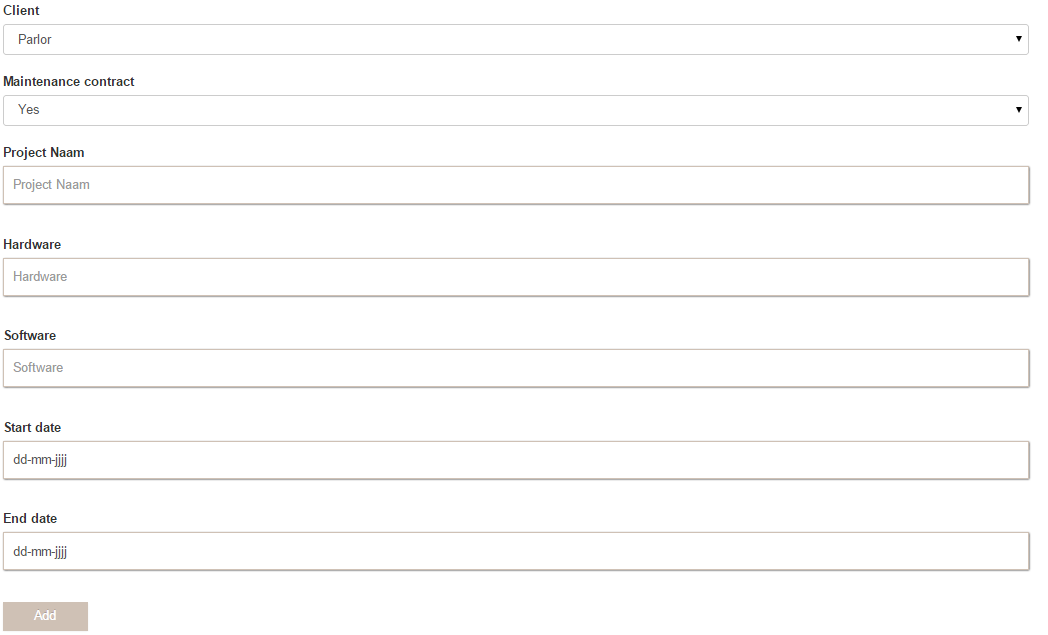 Client
Parlor
Maintenance contract
Yes
Project Naam
Project Naam
Hardware
Hardware
Software
Software
Start date
dd-mm-jjjj
End date
dd-mm-jjjj
Add